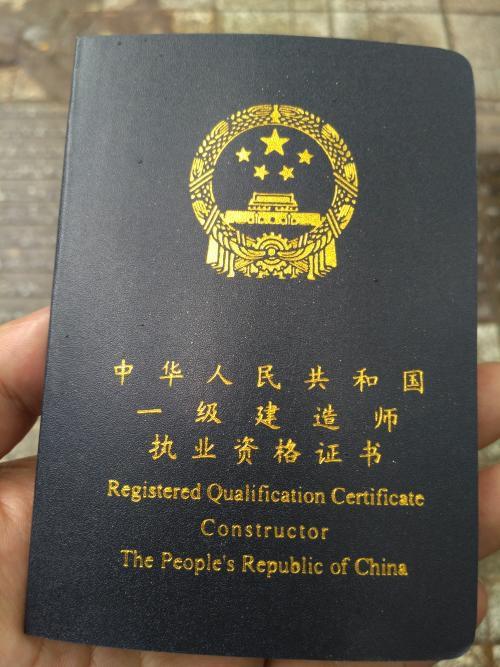 中华人民共和国
一级建造师
执业资格证书
Registered Qualification Certificate
Constructor
The People's Republic of China